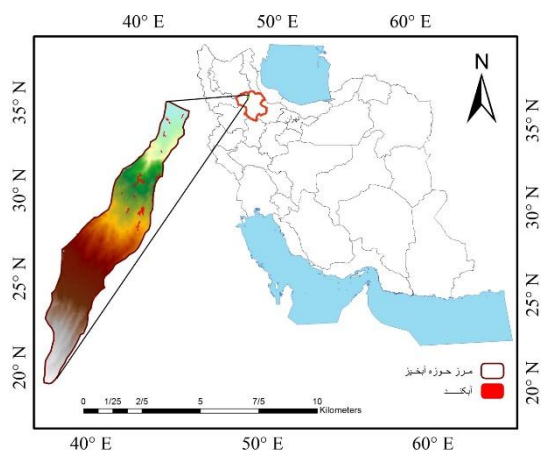 40° E 50° E 60° E
N
35° N 35° N
30° N 30° N
25° N 25° N
20° N 20° N
مرز حوزه آبخیز
آبکنـــد
0 1/25 2/5 5 7/5 10
Kilometers
40° E 50° E 60° E